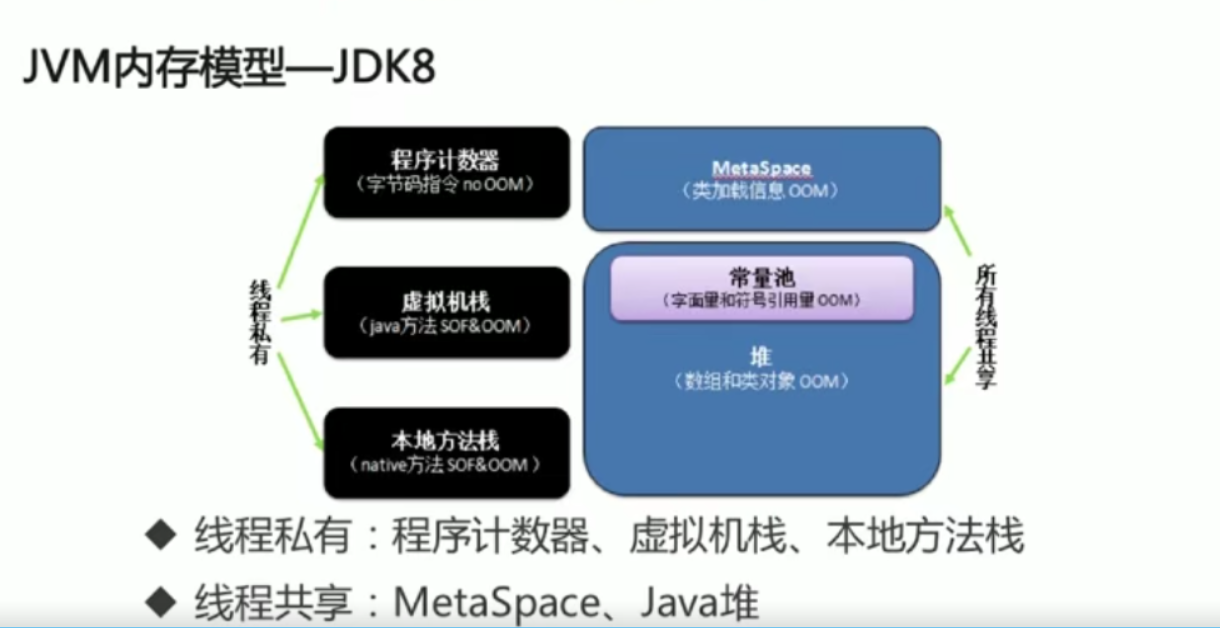 JVM内存模型—JDK8
程序计数器
（字节码指令 no OOM）
MetaSpace
（类加载信息 OOM）
线程私有
虚拟机栈
（java方法 SOF&OOM）
常量池
（字面量和符号引用量 OOM）
堆
（数组和类对象 OOM）
所有线程共享
本地方法栈
（native方法 SOF&OOM）
◆ 线程私有：程序计数器、虚拟机栈、本地方法栈
◆ 线程共享：MetaSpace、Java堆